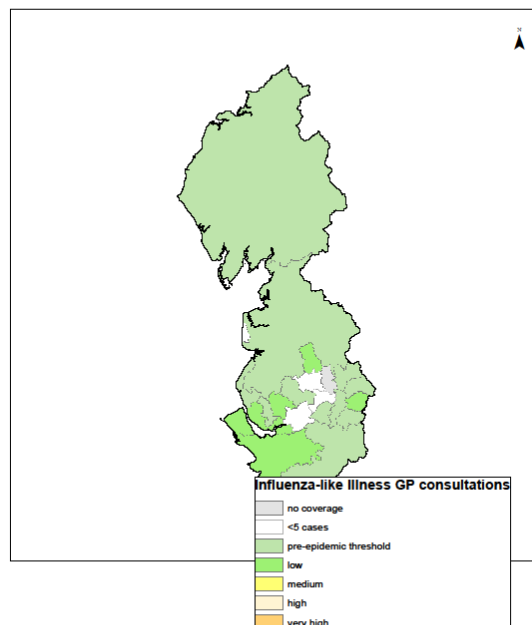 N
Influenza-like Illness GP consultations
no coverage
<5 cases
pre-epidemic threshold
low
medium
high
very high